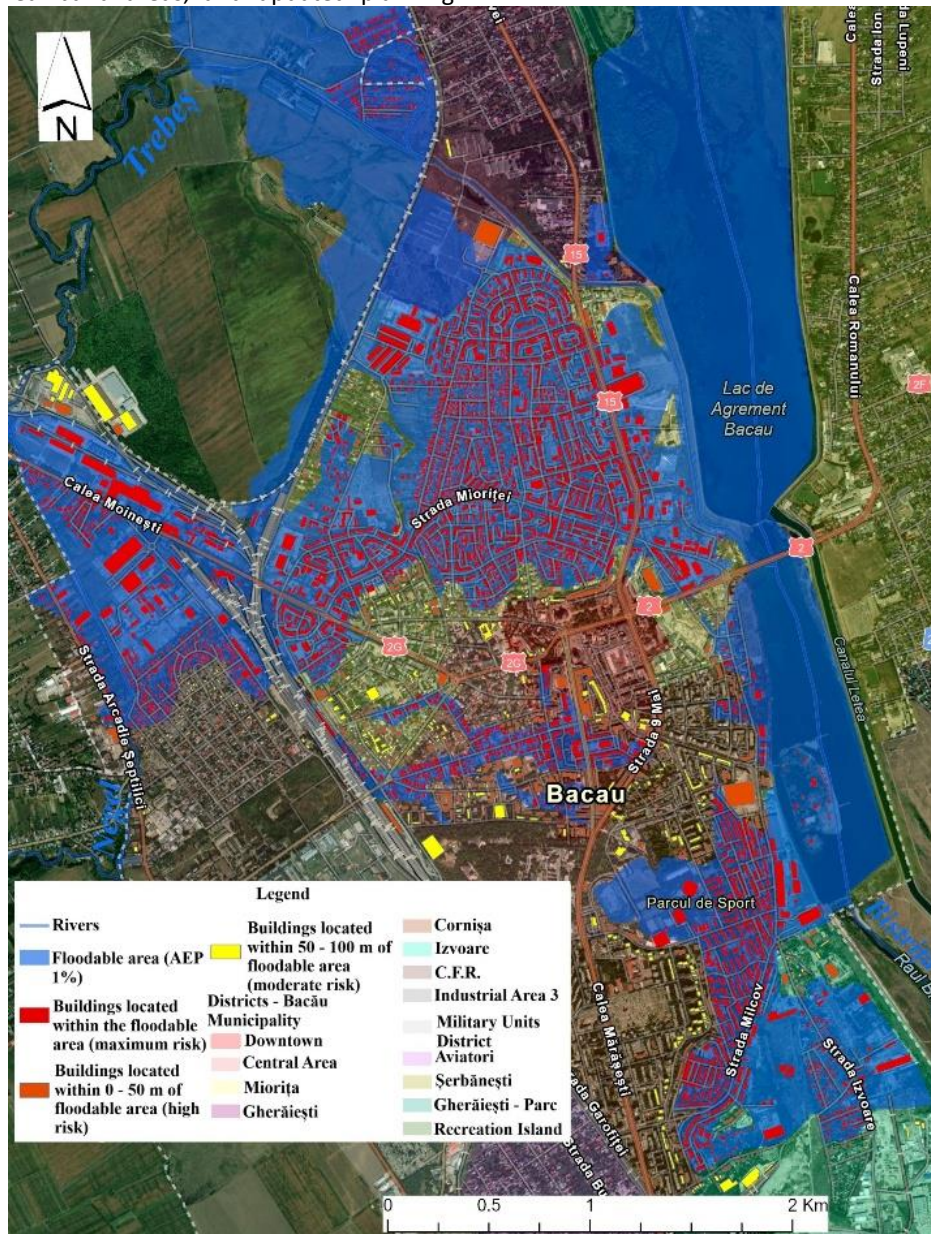 N
Trebeș
15
15
Calea Romanului
Strada Ion
Lupeni
2F
Lac de
Agrement
Bacau
Calea Moinești
Strada Mioriței
2
2
2G
2G
Strada Arcadie Șeptilici
Canalul Letea
Strada 9 Mai
Bacau
Negel
Parcul de Sport
Raul
Calea Mărășești
Strada Milcov
Strada Izvoare
Strada Garofiței
Strada
Legend
Rivers
Floodable area (AEP
1%)
Buildings located
within the floodable
area (maximum risk)
Buildings located
within 0 - 50 m of
floodable area (high
risk)
Buildings located
within 50 - 100 m of
floodable area
(moderate risk)
Districts - Bacău
Municipality
Downtown
Central Area
Miorița
Gherăiești
Cornișa
Izvoare
C.F.R.
Industrial Area 3
Military Units
District
Aviatori
Șerbănești
Gherăiești - Parc
Recreation Island
0 0.5 1 2 Km